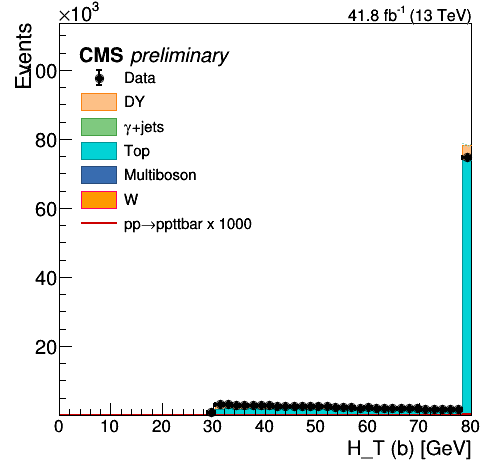 ×10³
41.8 fb⁻¹ (13 TeV)
Events
CMS preliminary
Data
DY
γ+jets
Top
Multiboson
W
pp→ppttbar x 1000
00
80
60
40
20
0 10 20 30 40 50 60 70 80
H_T (b) [GeV]